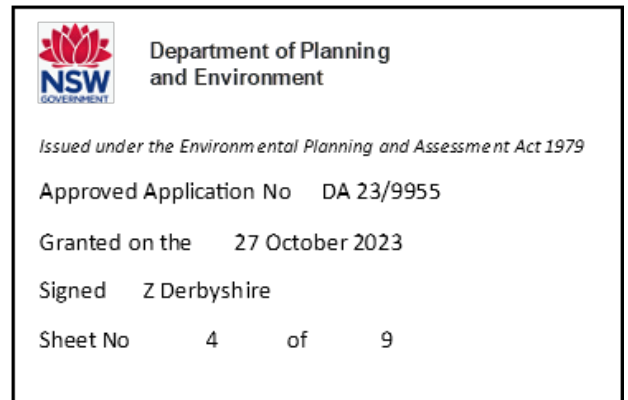 NSW
GOVERNMENT
Department of Planning
and Environment
Issued under the Environmental Planning and Assessment Act 1979
Approved Application No DA 23/9955
Granted on the 27 October 2023
Signed Z Derbyshire
Sheet No 4 of 9